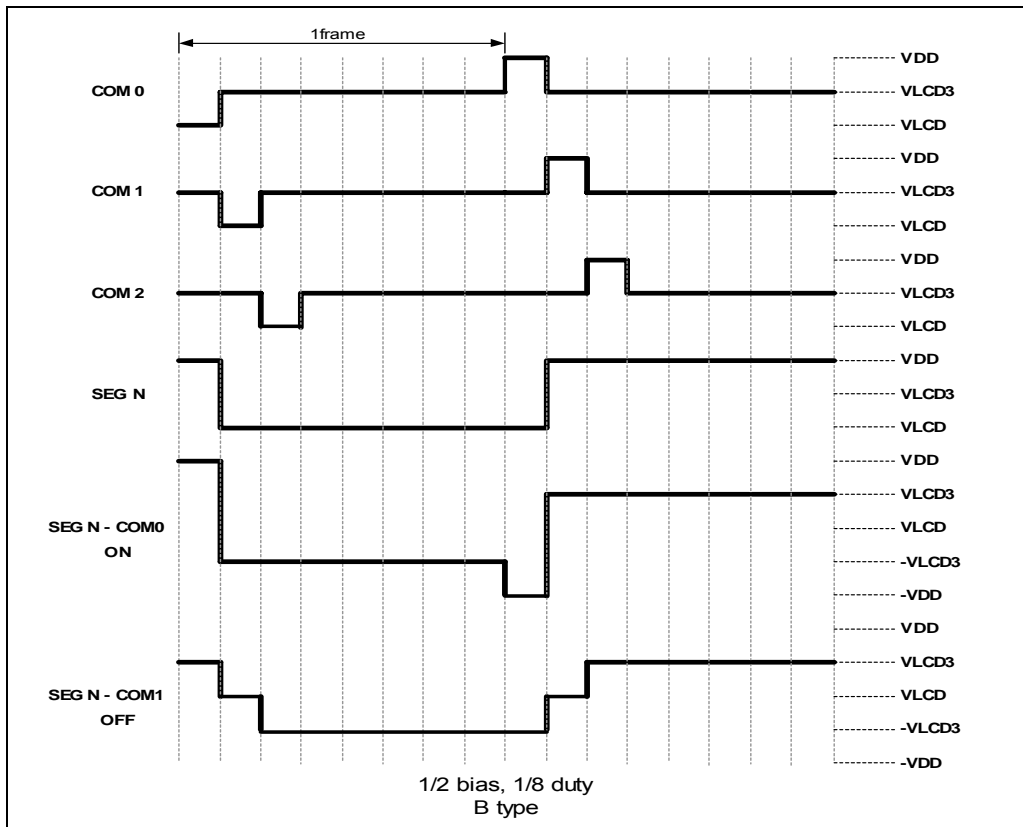 1frame
VDD
COM 0
VLCD3
VLCD
VDD
COM 1
VLCD3
VLCD
VDD
COM 2
VLCD3
VLCD
VDD
SEG N
VLCD3
VLCD
VDD
VLCD3
SEG N - COM0
ON
VLCD
-VLCD3
-VDD
VDD
VLCD3
SEG N - COM1
OFF
VLCD
-VLCD3
-VDD
1/2 bias, 1/8 duty
B type